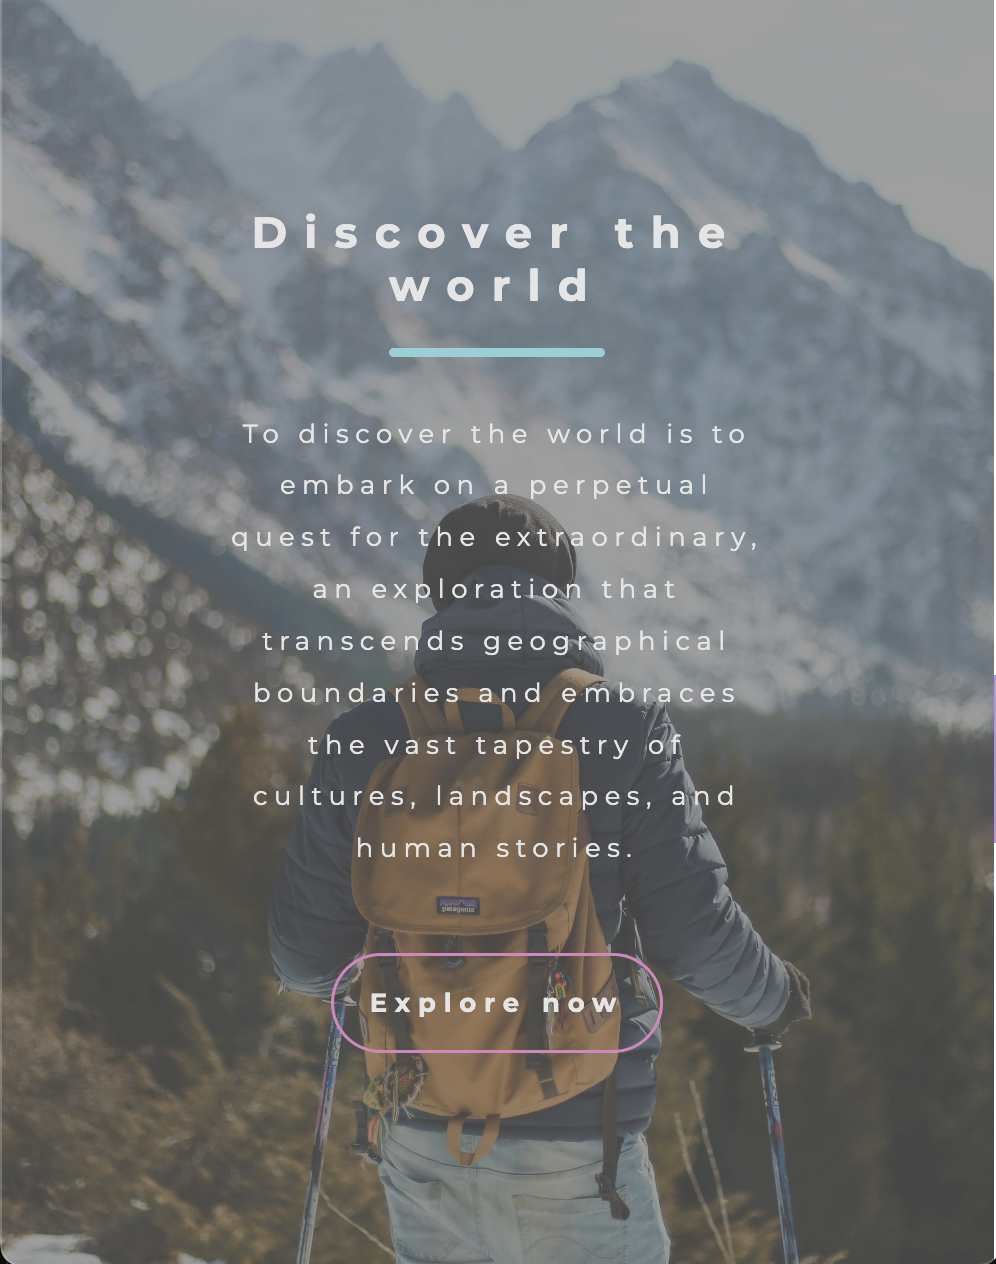 Discover the
world
To discover the world is to
embark on a perpetual
quest for the extraordinary,
an exploration that
transcends geographical
boundaries and embraces
the vast tapestry of
cultures, landscapes, and
human stories.
patagonia
Explore now